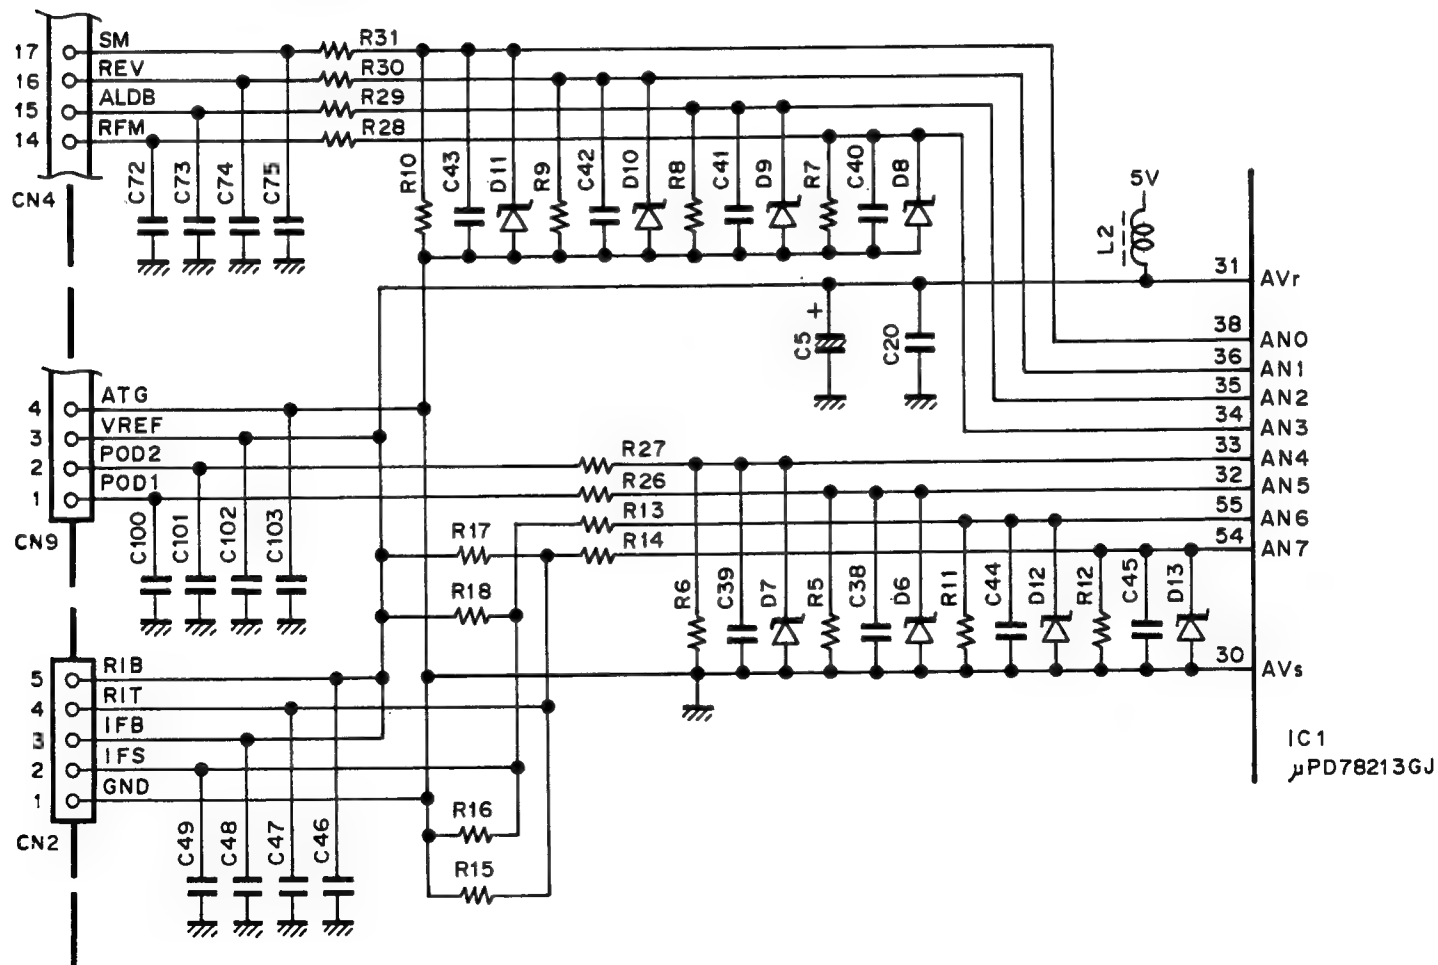 17 SM R31
16 REV R30
15 ALDB R29
14 RFM R28
CN4
C72 C73 C74 C75
R10 C43 D11 R9 C42 D10 R8 C41 D9 R7 C40 D8
5V
L2
31 AVr
+
C5 C20
38 AN0
36 AN1
35 AN2
34 AN3
33 AN4
32 AN5
55 AN6
54 AN7
4 ATG
3 VREF
2 POD2 R27
1 POD1 R26
R13
R17 R14
R18
CN9
C100 C101 C102 C103
R6 C39 D7 R5 C38 D6 R11 C44 D12 R12 C45 D13
30 AVs
5 RIB
4 RIT
3 IFB
2 IFS
1 GND
CN2
R16
R15
C49 C48 C47 C46
IC1
μPD78213GJ